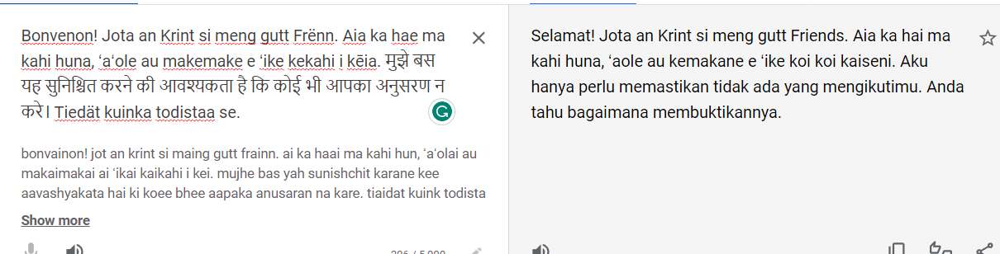 Bonvenon! Jota an Krint si meng gutt Frënn. Aia ka hae ma
kahi huna, ʻaʻole au makemake e ʻike kekahi i kēia. मुझे बस
यह सुनिश्चित करने की आवश्यकता है कि कोई भी आपका अनुसरण न
करे। Tiedät kuinka todistaa se.
bonvainon! jot an krint si maing gutt frainn. ai ka haai ma kahi hun, ʻaʻolai au
makaimakai ai ʻikai kaikahi i kei. mujhe bas yah sunishchit karane kee
aavashyakata hai ki koee bhee aapaka anusaran na kare. tiaidat kuink todista
Show more
Selamat! Jota an Krint si meng gutt Friends. Aia ka hai ma
kahi huna, ʻaole au kemakane e ʻike koi koi kaiseni. Aku
hanya perlu memastikan tidak ada yang mengikutimu. Anda
tahu bagaimana membuktikannya.